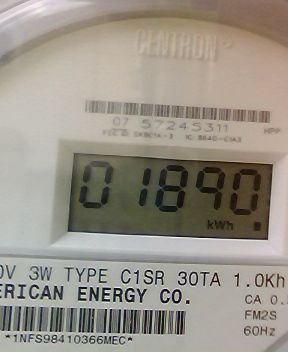 CENTRON
07 57245311 HPP
01890
kWh
0V 3W TYPE C1SR 30TA 1.0Kh
ERICAN ENERGY CO. CA 0.
FM2S
*1NFS98410366MEC* 60Hz